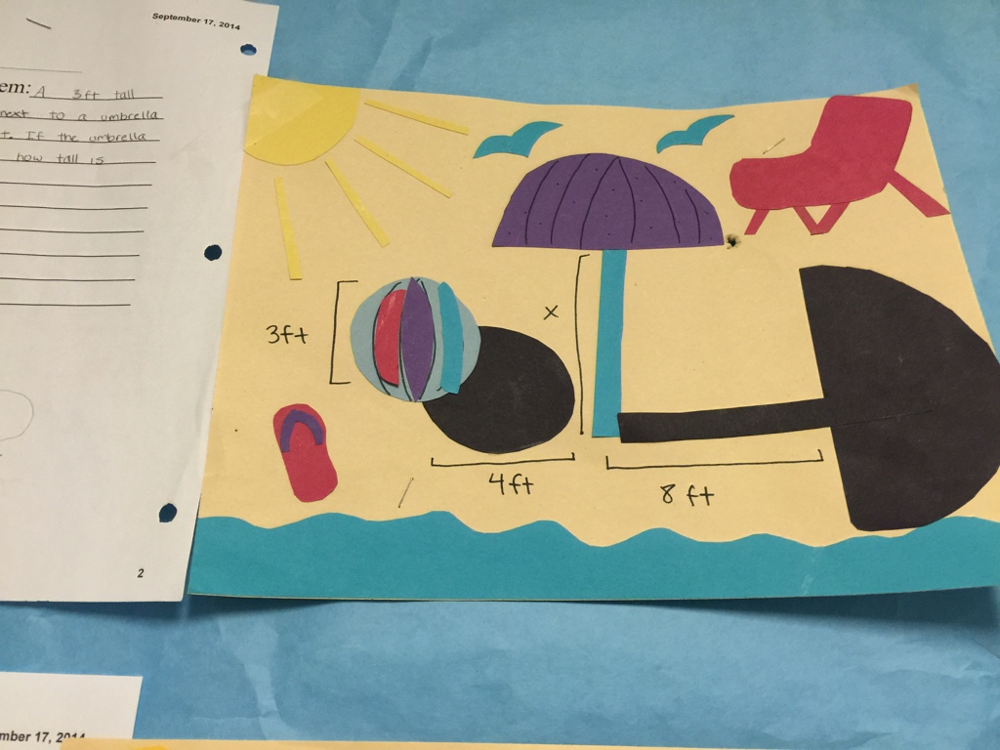 September 17, 2014
em: A 3ft tall
next to a umbrella
t. If the umbrella
how tall is
3ft
x
4ft
8 ft
2
mber 17, 2014